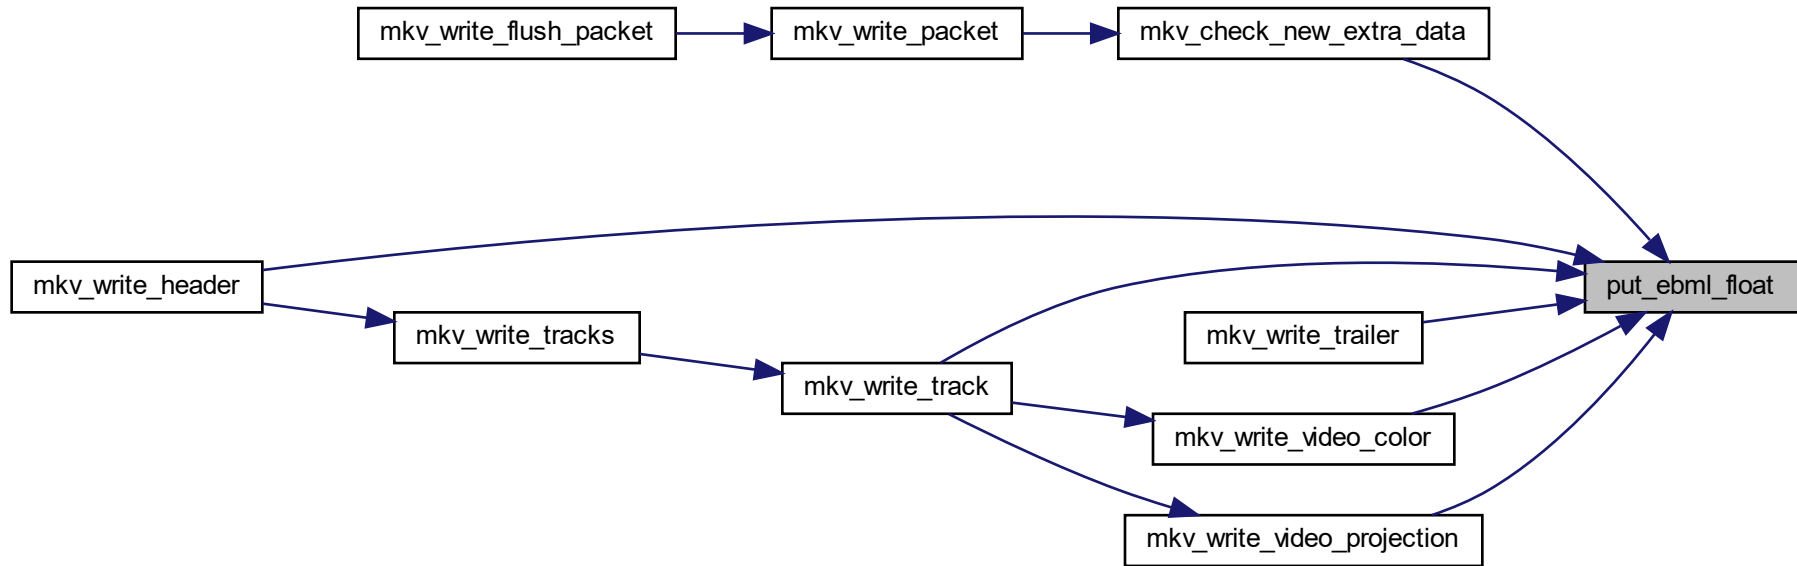 mkv_write_flush_packet
mkv_write_packet
mkv_check_new_extra_data
mkv_write_header
put_ebml_float
mkv_write_tracks
mkv_write_trailer
mkv_write_track
mkv_write_video_color
mkv_write_video_projection